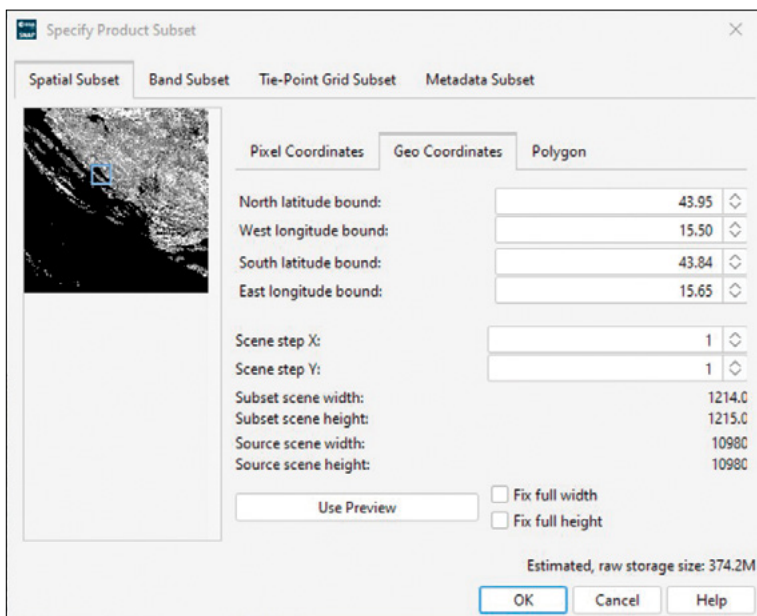 Specify Product Subset
Spatial Subset Band Subset Tie-Point Grid Subset Metadata Subset
Pixel Coordinates Geo Coordinates Polygon
North latitude bound: 43.95
West longitude bound: 15.50
South latitude bound: 43.84
East longitude bound: 15.65
Scene step X: 1
Scene step Y: 1
Subset scene width: 1214.0
Subset scene height: 1215.0
Source scene width: 10980
Source scene height: 10980
Use Preview
Fix full width
Fix full height
Estimated, raw storage size: 374.2M
OK Cancel Help